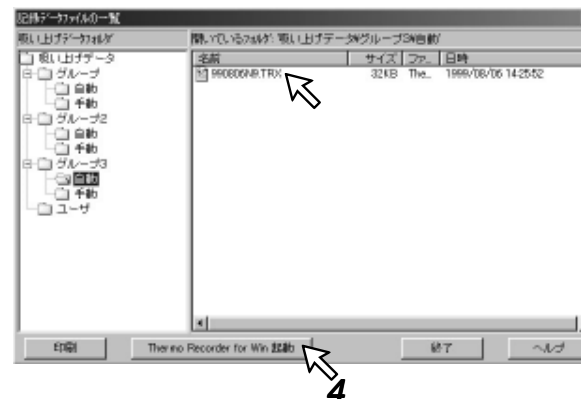 記録データファイルの一覧
吸い上げデータフォルダ
開いているフォルダ: 吸い上げデータ¥グループ3¥自動
吸い上げデータ
グループ
自動
手動
グループ2
自動
手動
グループ3
自動
手動
ユーザ
名前 サイズ ファ... 日時
990806N9.TRX 32KB The... 1999/08/06 14:25:52
印刷
Thermo Recorder for Win 起動
終了
ヘルプ
4